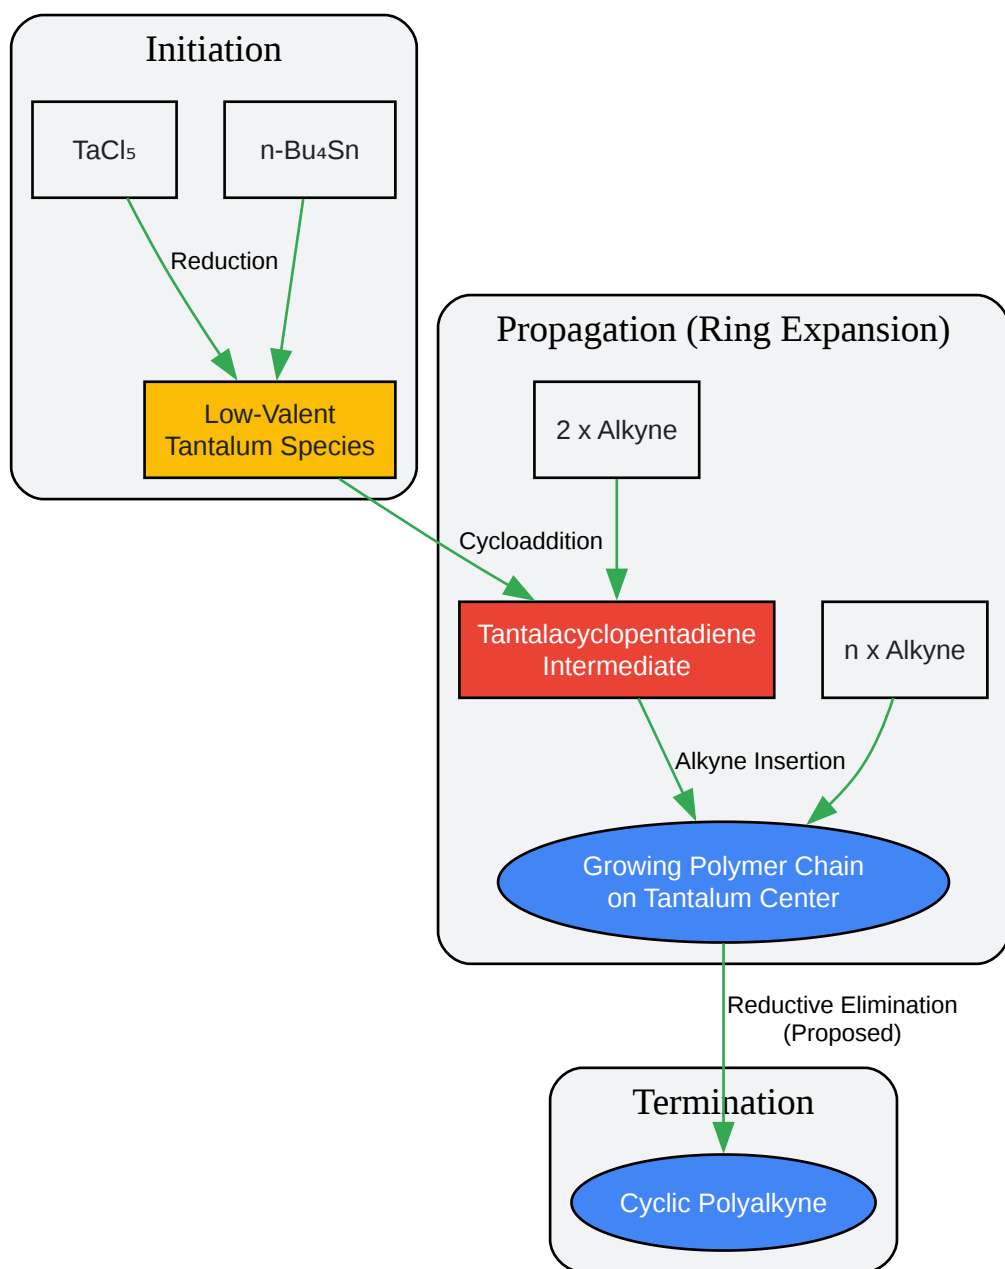 Initiation
TaCl₅
n-Bu₄Sn
Reduction
Low-Valent
Tantalum Species
Propagation (Ring Expansion)
2 x Alkyne
Cycloaddition
Tantalacyclopentadiene
Intermediate
n x Alkyne
Alkyne Insertion
Growing Polymer Chain
on Tantalum Center
Reductive Elimination
(Proposed)
Termination
Cyclic Polyalkyne